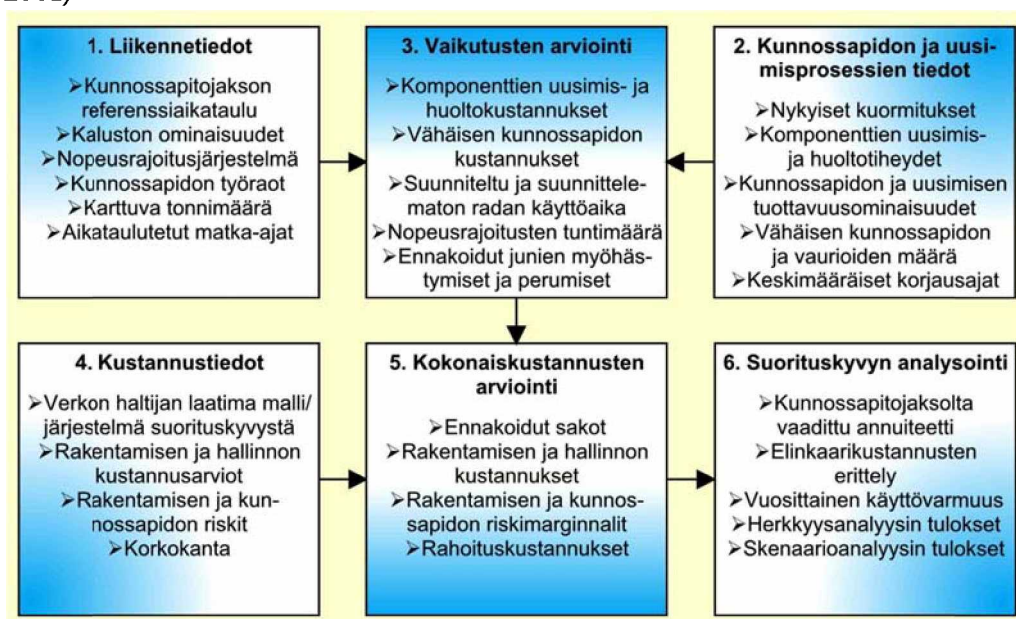 1. Liikennetiedot
➢Kunnossapitojakson
referenssiaikataulu
➢Kaluston ominaisuudet
➢Nopeusrajoitusjärjestelmä
➢Kunnossapidon työraot
➢Karttuva tonnimäärä
➢Aikataulutetut matka-ajat
3. Vaikutusten arviointi
➢Komponenttien uusimis- ja
huoltokustannukset
➢Vähäisen kunnossapidon
kustannukset
➢Suunniteltu ja suunnittele-
maton radan käyttöaika
➢Nopeusrajoitusten tuntimäärä
➢Ennakoidut junien myöhäs-
tymiset ja perumiset
2. Kunnossapidon ja uusi-
misprosessien tiedot
➢Nykyiset kuormitukset
➢Komponenttien uusimis-
ja huoltotiheydet
➢Kunnossapidon ja uusimisen
tuottavuusominaisuudet
➢Vähäisen kunnossapidon
ja vaurioiden määrä
➢Keskimääräiset korjausajat
4. Kustannustiedot
➢Verkon haltijan laatima malli/
järjestelmä suorituskyvystä
➢Rakentamisen ja hallinnon
kustannusarviot
➢Rakentamisen ja kun-
nossapidon riskit
➢Korkokanta
5. Kokonaiskustannusten
arviointi
➢Ennakoidut sakot
➢Rakentamisen ja hallinnon
kustannukset
➢Rakentamisen ja kunnos-
sapidon riskimarginnalit
➢Rahoituskustannukset
6. Suorituskyvyn analysointi
➢Kunnossapitojaksolta
vaadittu annuiteetti
➢Elinkaarikustannusten
erittely
➢Vuosittainen käyttövarmuus
➢Herkkyysanalyysin tulokset
➢Skenaarioanalyysin tulokset